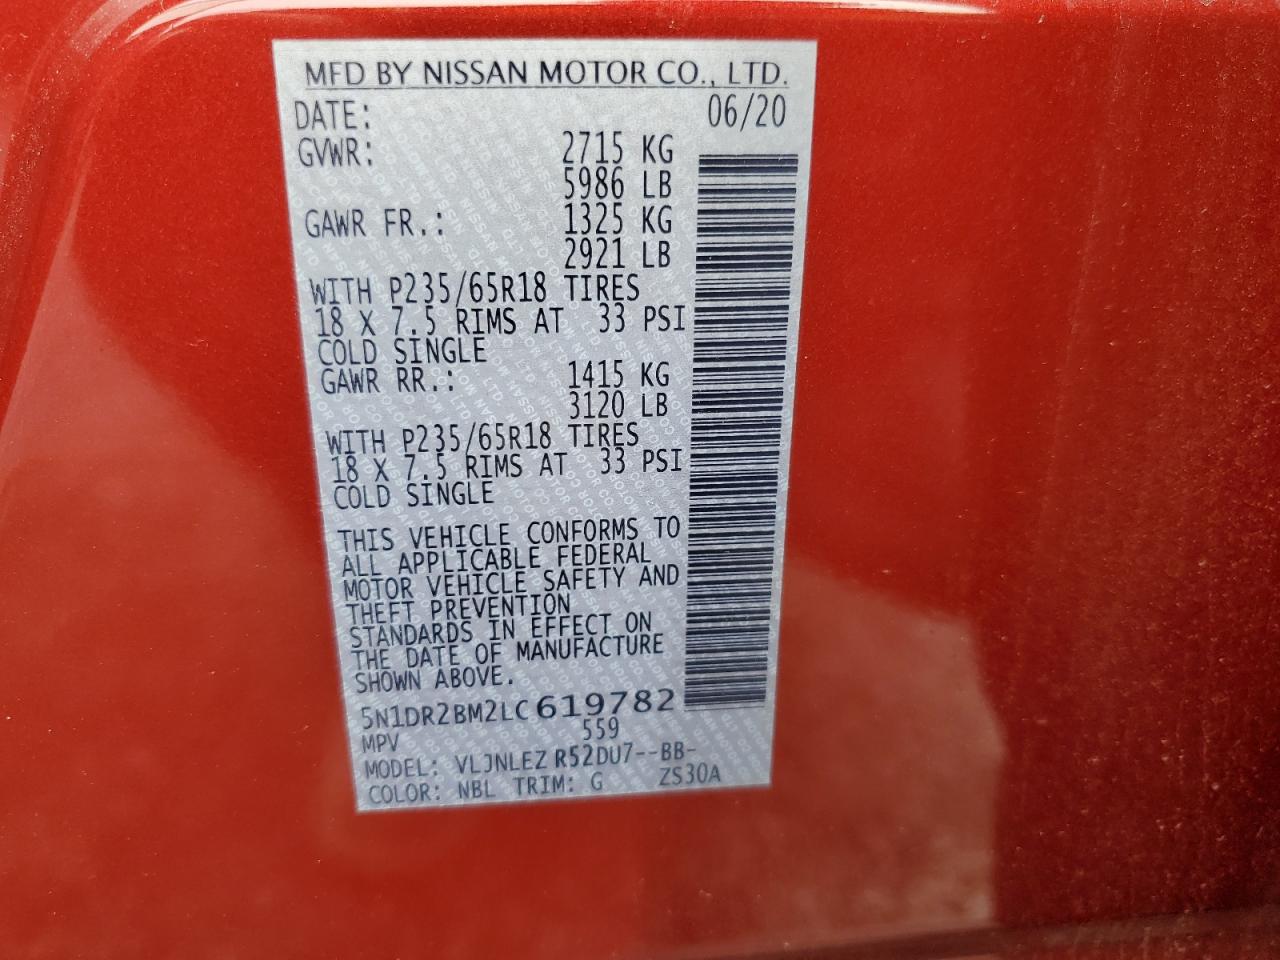 MFD BY NISSAN MOTOR CO., LTD.
DATE: 06/20
GVWR: 2715 KG
5986 LB
GAWR FR.: 1325 KG
2921 LB
WITH P235/65R18 TIRES
18 X 7.5 RIMS AT 33 PSI
COLD SINGLE
GAWR RR.: 1415 KG
3120 LB
WITH P235/65R18 TIRES
18 X 7.5 RIMS AT 33 PSI
COLD SINGLE
THIS VEHICLE CONFORMS TO
ALL APPLICABLE FEDERAL
MOTOR VEHICLE SAFETY AND
THEFT PREVENTION
STANDARDS IN EFFECT ON
THE DATE OF MANUFACTURE
SHOWN ABOVE.
5N1DR2BM2LC619782
MPV 559
MODEL: VLJNLEZ R52DU7--BB-
COLOR: NBL TRIM: G ZS30A